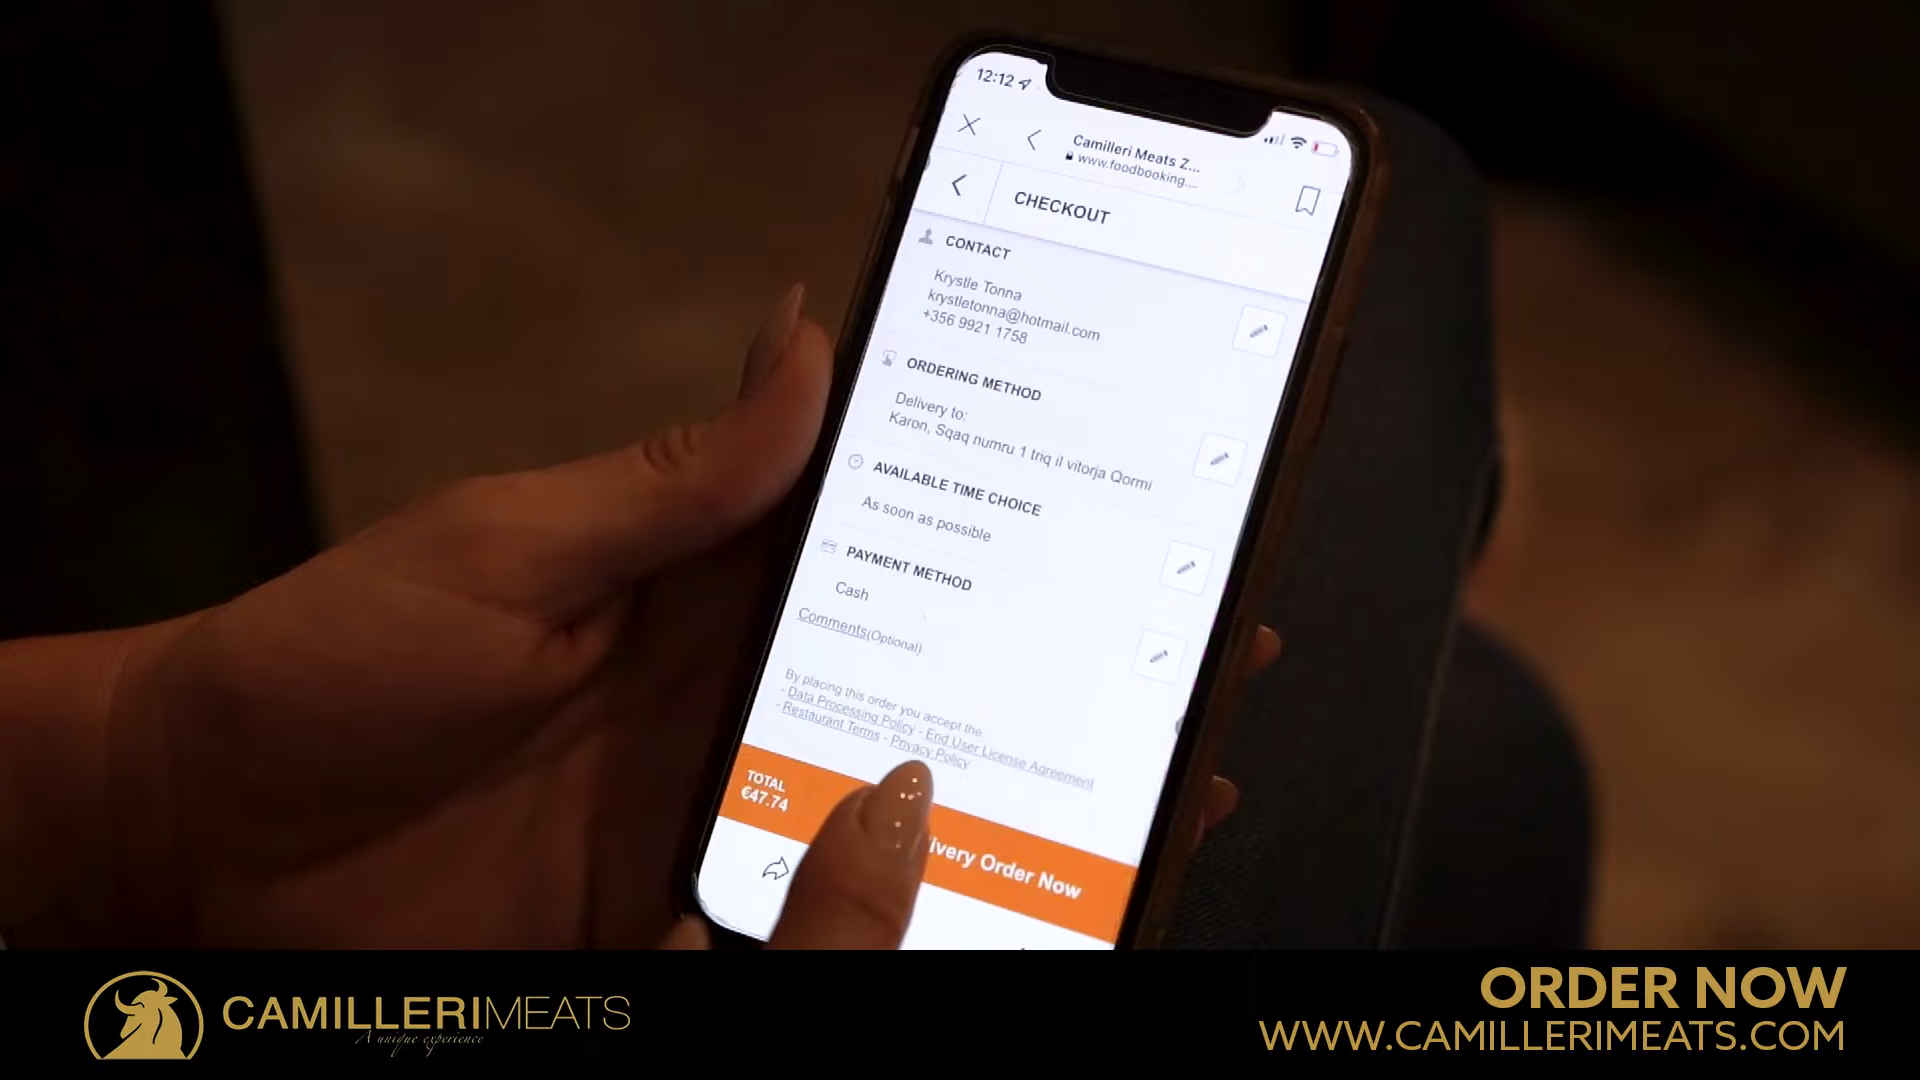 12:12
Camilleri Meats Z...
www.foodbooking....
CHECKOUT
CONTACT
Krystle Tonna
krystletonna@hotmail.com
+356 9921 1758
ORDERING METHOD
Delivery to:
Karon, Sqaq numru 1 triq il vitorja Qormi
AVAILABLE TIME CHOICE
As soon as possible
PAYMENT METHOD
Cash
Comments(Optional)
By placing this order you accept the
- Data Processing Policy - End User License Agreement
- Restaurant Terms - Privacy Policy
TOTAL
€47.74
livery Order Now
CAMILLERIMEATS
A unique experience
ORDER NOW
WWW.CAMILLERIMEATS.COM